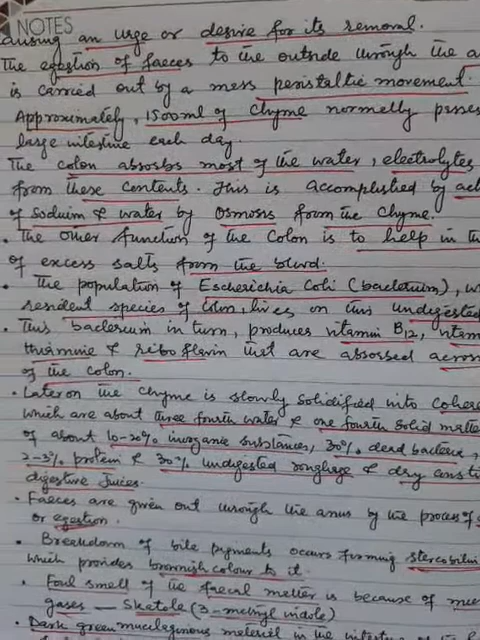 NOTES
causing an urge or desire for its removal.
The egestion of faeces to the outside through the a
is carried out by a mass peristaltic movement.
Approximately, 1500ml of chyme normally passes
large intestine each day.
The colon absorbs most of the water, electrolytes
from these contents. This is accomplished by act
of Sodium & water by Osmosis from the chyme.
• The other function of the Colon is to help in th
of excess salts from the blood.
• The population of Escherichia Coli (bacterium), w
resident species of colon, lives on this undigested
• This bacterium in turn, produces vitamin B12, vitam
thiamine & riboflavin that are absorbed across
of the colon.
• Later on the chyme is slowly solidified into cohere
which are about three fourth water & one fourth solid matte
of about 10-20% inorganic substances, 30% dead bacteria,
2-3% protein & 30% undigested roughage & dry consti
digestive juices.
• Faeces are given out through the anus by the process of
or egestion.
• Breakdown of bile pigments occurs forming stercobilin
which provides brownish colour to it.
• Foul smell of the faecal matter is because of
gases — Skatole (3-methyl indole)
• Dark green mucilagenous material in the